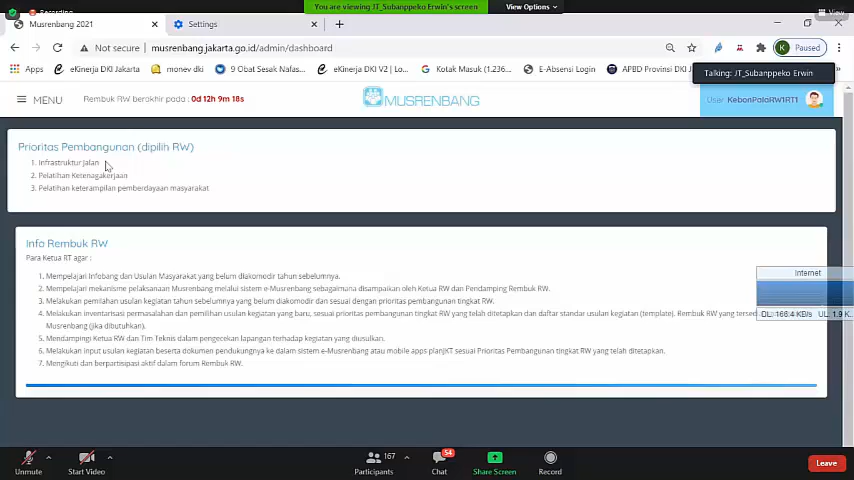 Recording
You are viewing JT_Subanppeko Erwin's screen
View Options
View
Musrenbang 2021
Settings
Not secure
musrenbang.jakarta.go.id/admin/dashboard
K
Paused
Apps
eKinerja DKI Jakarta
monev dki
9 Obat Sesak Nafas...
eKinerja DKI V2 | Lo...
Kotak Musuk (1.236...
E-Absensi Login
APBD Provinsi DKI J...
Talking: JT_Subanppeko Erwin
MENU
Rembuk RW berakhir pada : 0d 12h 9m 18s
MUSRENBANG
User KebonPalaRW1RT1
Prioritas Pembangunan (dipilih RW)
1. Infrastruktur Jalan
2. Pelatihan Ketenagakerjaan
3. Pelatihan keterampilan pemberdayaan masyarakat
Info Rembuk RW
Para Ketua RT agar :
1. Mempelajari Infobang dan Usulan Masyarakat yang belum diakomodir tahun sebelumnya.
2. Mempelajari mekanisme pelaksanaan Musrenbang melalui sistem e-Musrenbang sebagaimana disampaikan oleh Ketua RW dan Pendamping Rembuk RW.
3. Melakukan pemilahan usulan kegiatan tahun sebelumnya yang belum diakomodir dan sesuai dengan prioritas pembangunan tingkat RW.
4. Melakukan inventarisasi permasalahan dan pemilihan usulan kegiatan yang baru, sesuai prioritas pembangunan tingkat RW yang telah ditetapkan dan daftar standar usulan kegiatan (template). Rembuk RW tersed
Musrenbang (jika dibutuhkan).
5. Mendampingi Ketua RW dan Tim Teknis dalam pengecekan lapangan terhadap kegiatan yang diusulkan.
6. Melakukan input usulan kegiatan beserta dokumen pendukungnya ke dalam sistem e-Musrenbang atau mobile apps planJKT sesuai Prioritas Pembangunan tingkat RW yang telah ditetapkan.
7. Mengikuti dan berpartisipasi aktif dalam forum Rembuk RW.
Internet
DL: 166.4 KB/s
UL: 1.9 K
Unmute
Start Video
167
Participants
54
Chat
Share Screen
Record
Leave